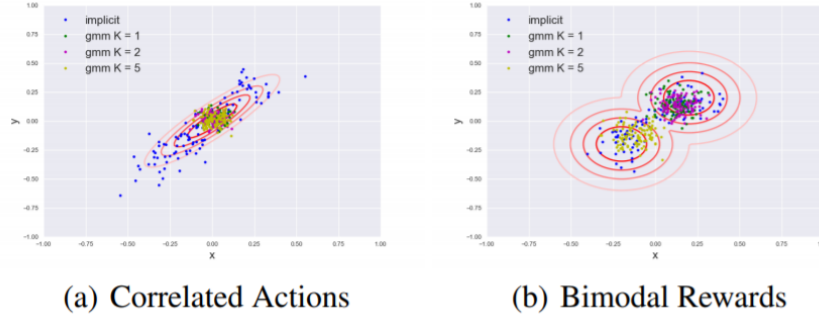 1.00
0.75
0.50
0.25
0.00
-0.25
-0.50
-0.75
-1.00
y
implicit
gmm K = 1
gmm K = 2
gmm K = 5
-1.00 -0.75 -0.50 -0.25 0.00 0.25 0.50 0.75 1.00
x
(a) Correlated Actions
1.00
0.75
0.50
0.25
0.00
-0.25
-0.50
-0.75
-1.00
y
implicit
gmm K = 1
gmm K = 2
gmm K = 5
-1.00 -0.75 -0.50 -0.25 0.00 0.25 0.50 0.75
x
(b) Bimodal Rewards